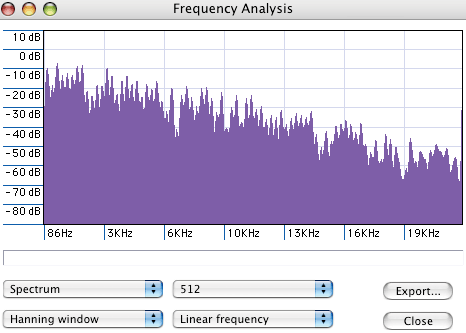 Frequency Analysis
10 dB
0 dB
-10 dB
-20 dB
-30 dB
-40 dB
-50 dB
-60 dB
-70 dB
-80 dB
86Hz 3KHz 6KHz 10KHz 13KHz 16KHz 19KHz
Spectrum 512 Export...
Hanning window Linear frequency Close